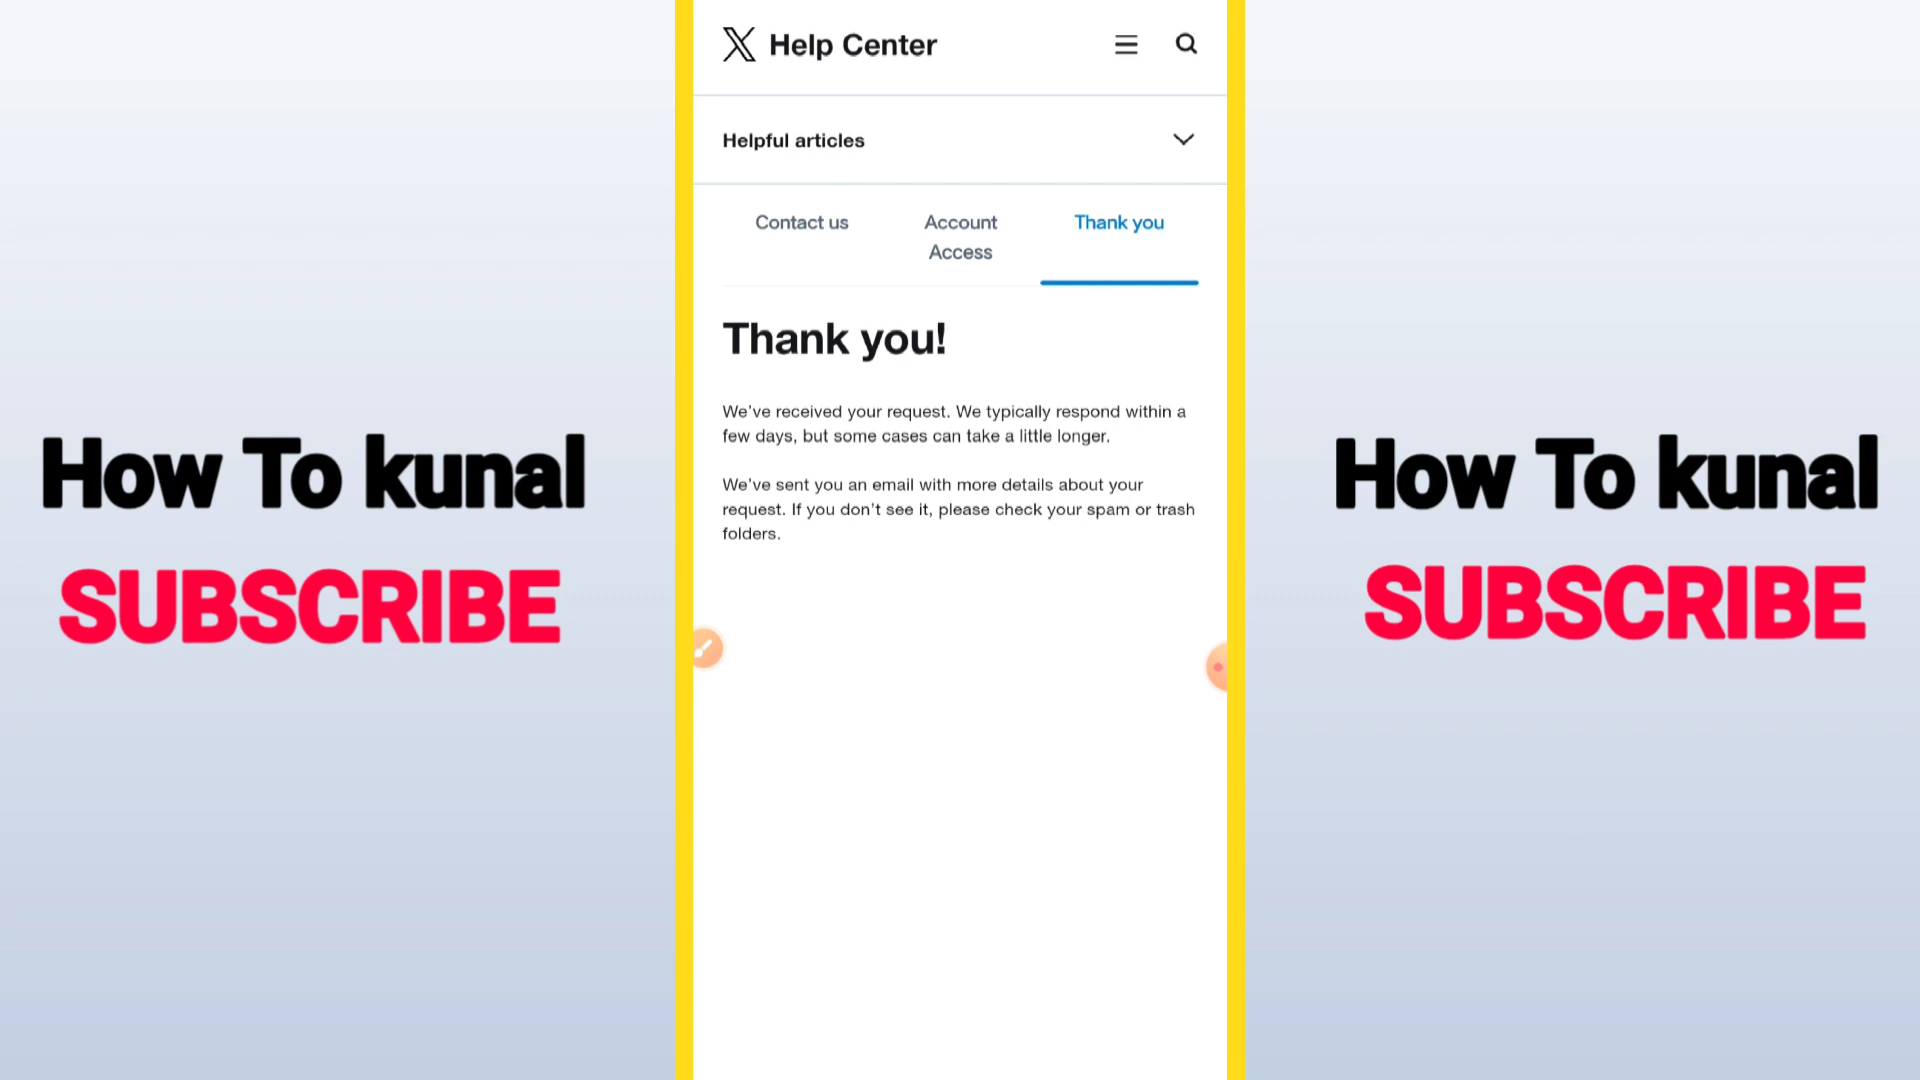 Help Center
Helpful articles
Contact us
Account
Access
Thank you
Thank you!
We've received your request. We typically respond within a
few days, but some cases can take a little longer.
We've sent you an email with more details about your
request. If you don't see it, please check your spam or trash
folders.
How To kunal
SUBSCRIBE
How To kunal
SUBSCRIBE